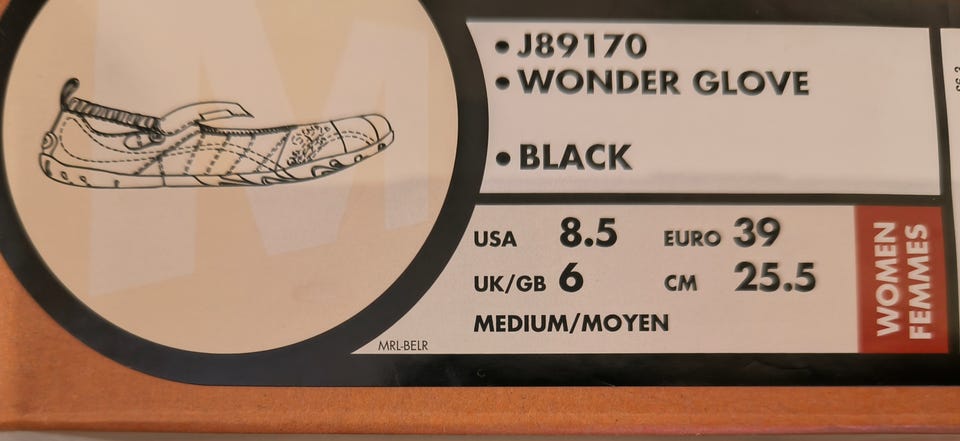 • J89170
• WONDER GLOVE
• BLACK
USA 8.5 EURO 39
UK/GB 6 CM 25.5
MEDIUM/MOYEN
WOMEN
FEMMES
MRL-BELR